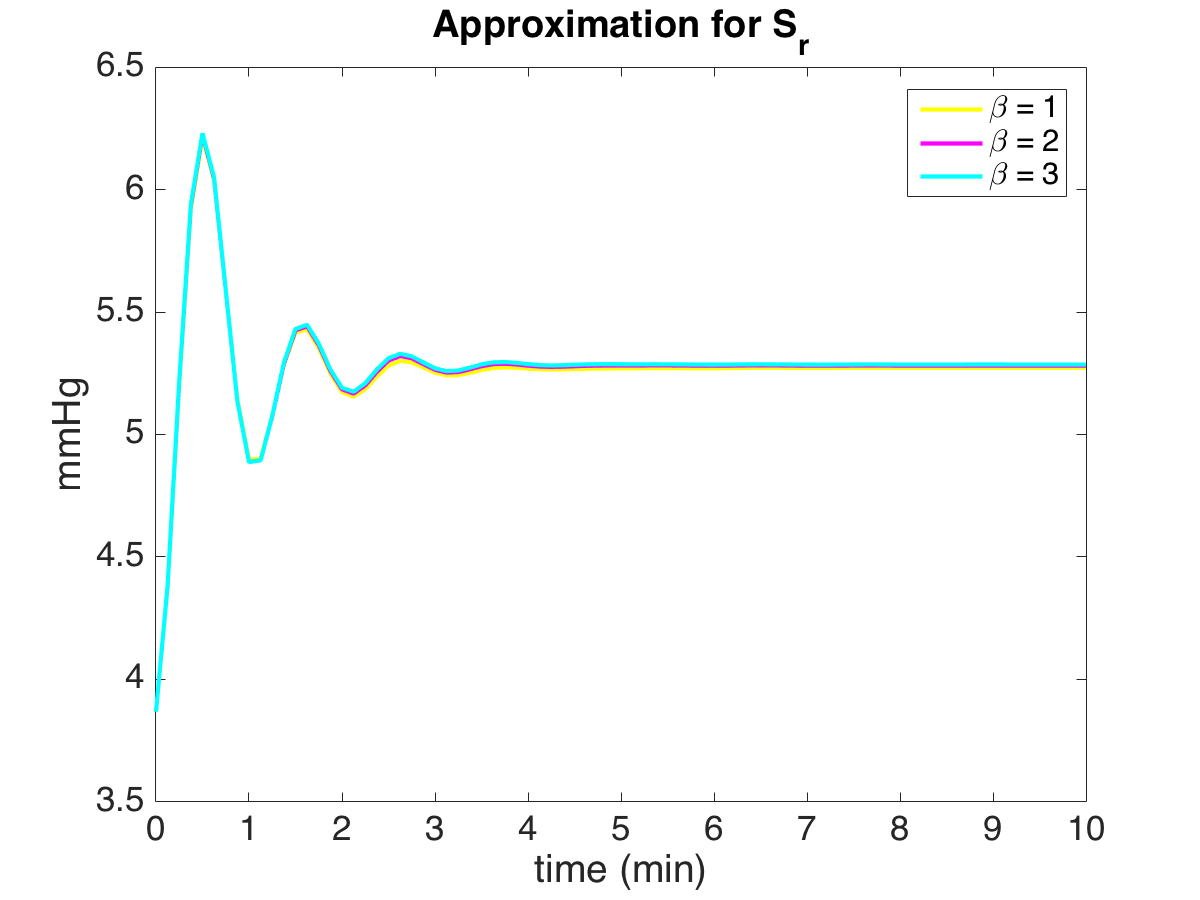 Approximation for S_r
6.5
6
5.5
5
4.5
4
3.5
mmHg
β = 1
β = 2
β = 3
0 1 2 3 4 5 6 7 8 9 10
time (min)